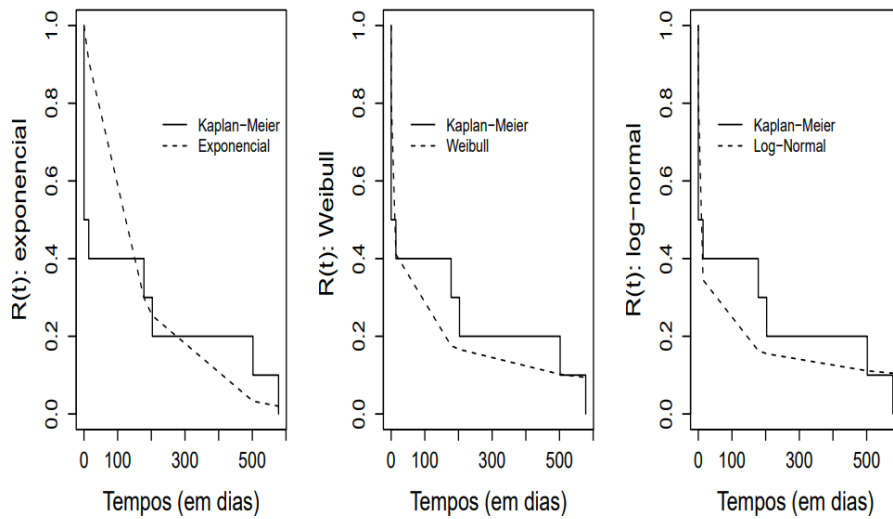 R(t): exponencial
1.0
0.8
0.6
0.4
0.2
0.0
Kaplan−Meier
Exponencial
0 100 300 500
Tempos (em dias)
R(t): Weibull
1.0
0.8
0.6
0.4
0.2
0.0
Kaplan−Meier
Weibull
0 100 300 500
Tempos (em dias)
R(t): log−normal
1.0
0.8
0.6
0.4
0.2
0.0
Kaplan−Meier
Log−Normal
0 100 300 500
Tempos (em dias)